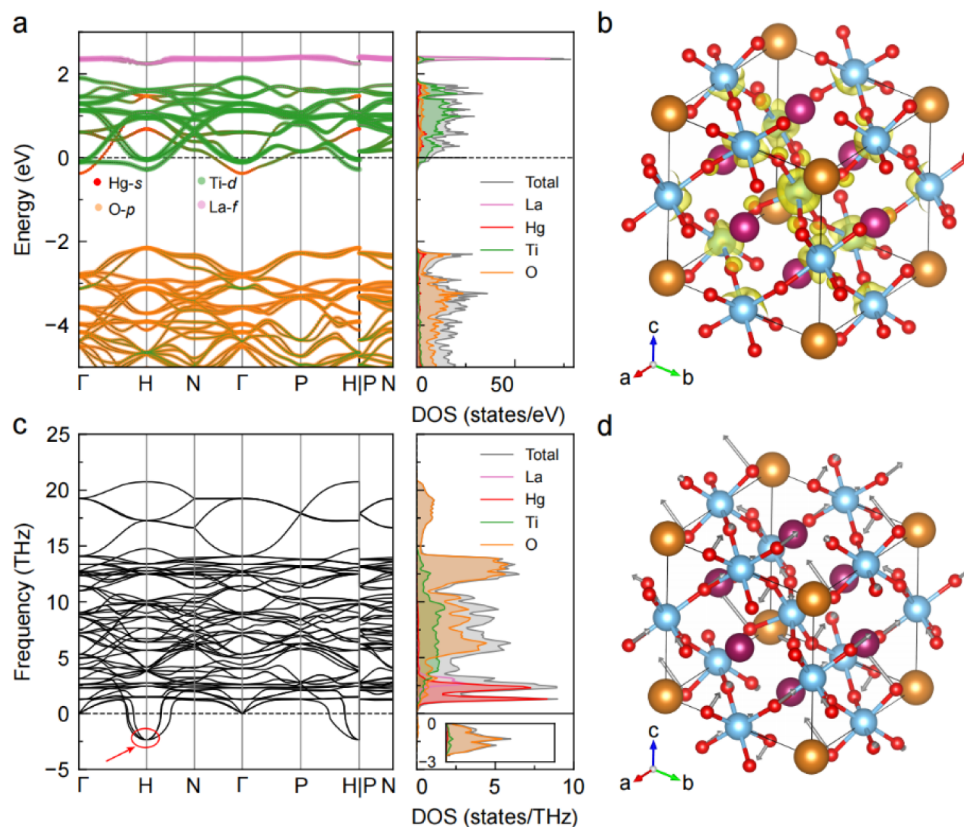 a
Energy (eV)
2
0
−2
−4
Hg-s
Ti-d
O-p
La-f
Γ H N Γ P H|P N
Total
La
Hg
Ti
O
0 50
DOS (states/eV)
b
c
a b
c
Frequency (THz)
25
20
15
10
5
0
−5
Γ H N Γ P H|P N
Total
La
Hg
Ti
O
0
−3
0 5 10
DOS (states/THz)
d
c
a b